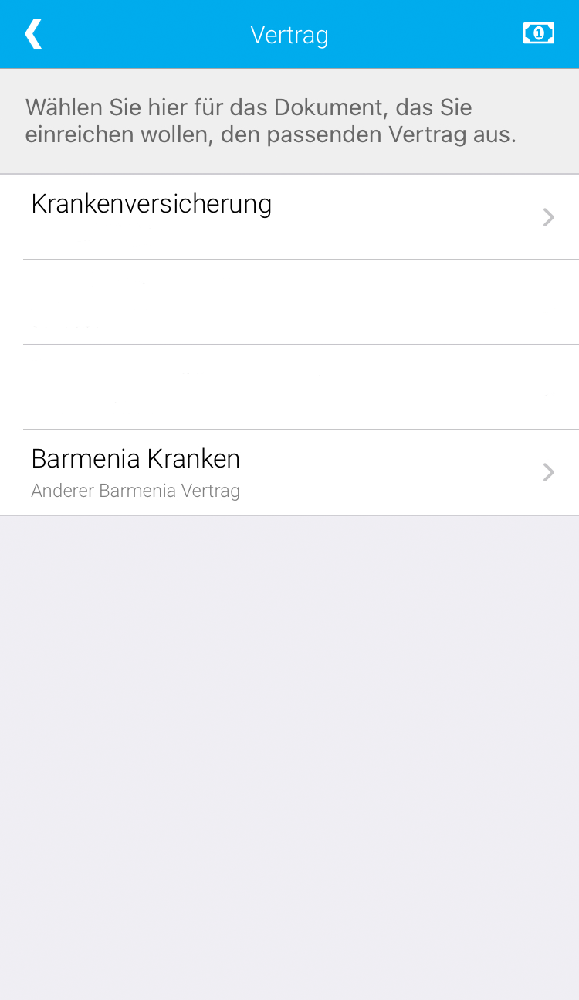 Vertrag
1
Wählen Sie hier für das Dokument, das Sie
einreichen wollen, den passenden Vertrag aus.
Krankenversicherung
Barmenia Kranken
Anderer Barmenia Vertrag